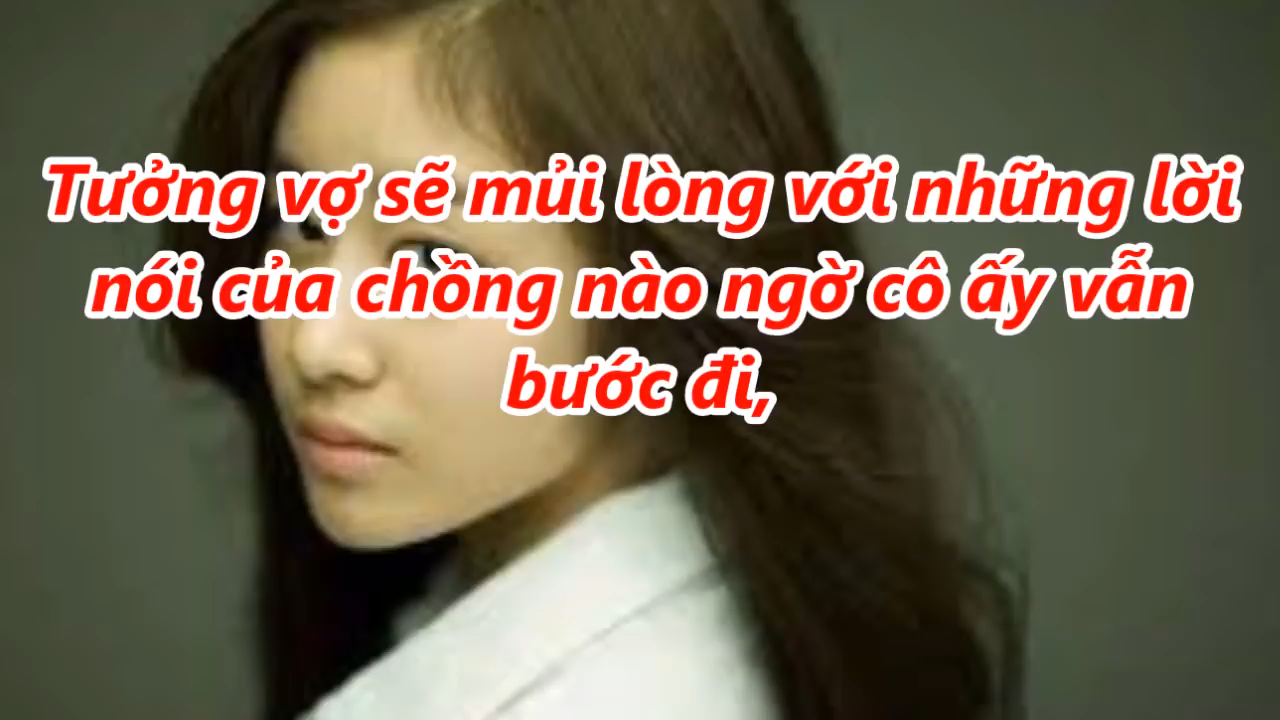 Tưởng vợ sẽ mủi lòng với những lời
nói của chồng nào ngờ cô ấy vẫn
bước đi,